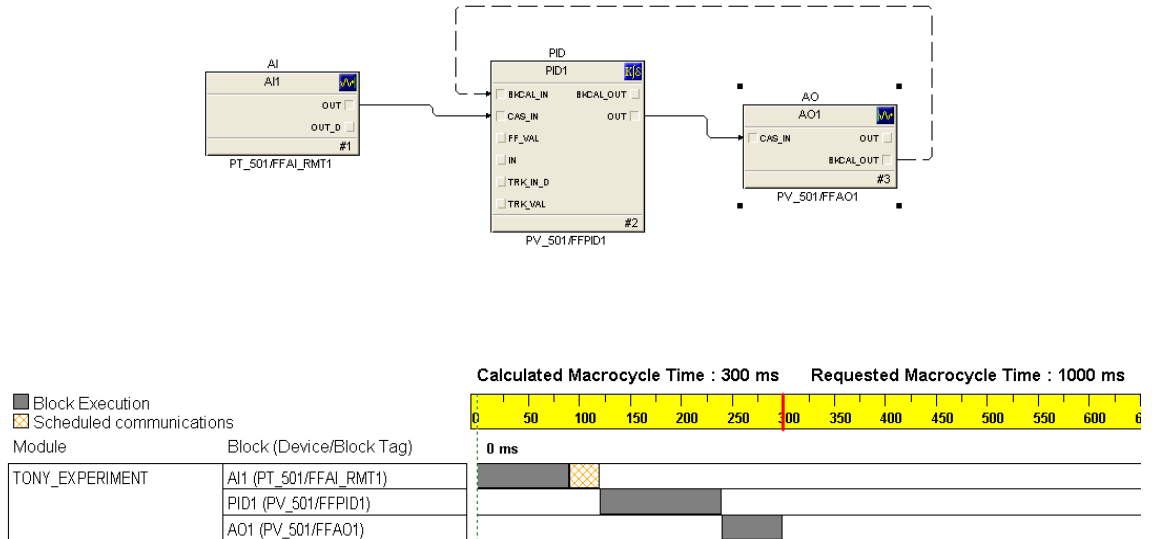 PID
AI
PID1
AI1
BKCAL_IN BKCAL_OUT
AO
OUT
CAS_IN OUT
AO1
OUT_D
FF_VAL
CAS_IN OUT
#1
IN
BKCAL_OUT
PT_501/FFAI_RMT1
TRK_IN_D
#3
TRK_VAL
PV_501/FFAO1
#2
PV_501/FFPID1
Calculated Macrocycle Time : 300 ms Requested Macrocycle Time : 1000 ms
Block Execution
Scheduled communications
0 50 100 150 200 250 300 350 400 450 500 550 600 6
Module Block (Device/Block Tag) 0 ms
TONY_EXPERIMENT AI1 (PT_501/FFAI_RMT1)
PID1 (PV_501/FFPID1)
AO1 (PV_501/FFAO1)